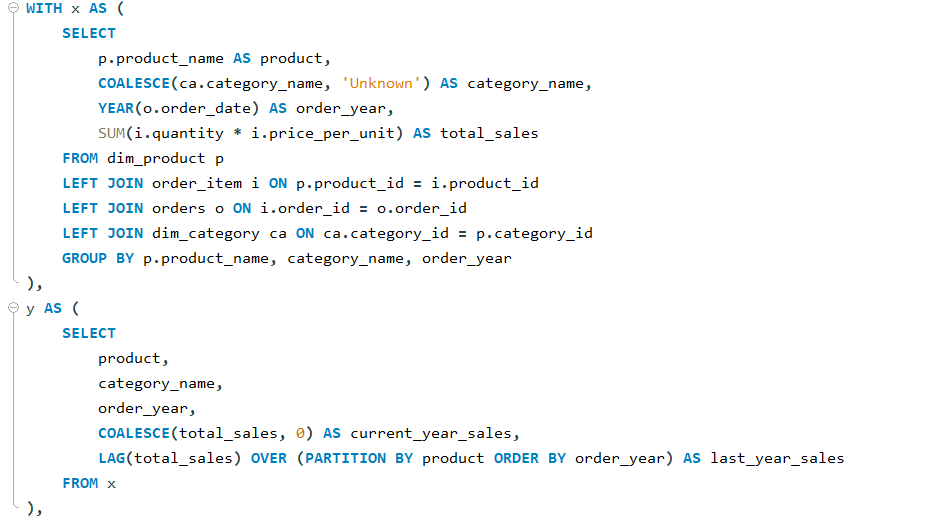 WITH x AS (
    SELECT
        p.product_name AS product,
        COALESCE(ca.category_name, 'Unknown') AS category_name,
        YEAR(o.order_date) AS order_year,
        SUM(i.quantity * i.price_per_unit) AS total_sales
    FROM dim_product p
    LEFT JOIN order_item i ON p.product_id = i.product_id
    LEFT JOIN orders o ON i.order_id = o.order_id
    LEFT JOIN dim_category ca ON ca.category_id = p.category_id
    GROUP BY p.product_name, category_name, order_year
),
y AS (
    SELECT
        product,
        category_name,
        order_year,
        COALESCE(total_sales, 0) AS current_year_sales,
        LAG(total_sales) OVER (PARTITION BY product ORDER BY order_year) AS last_year_sales
    FROM x
),